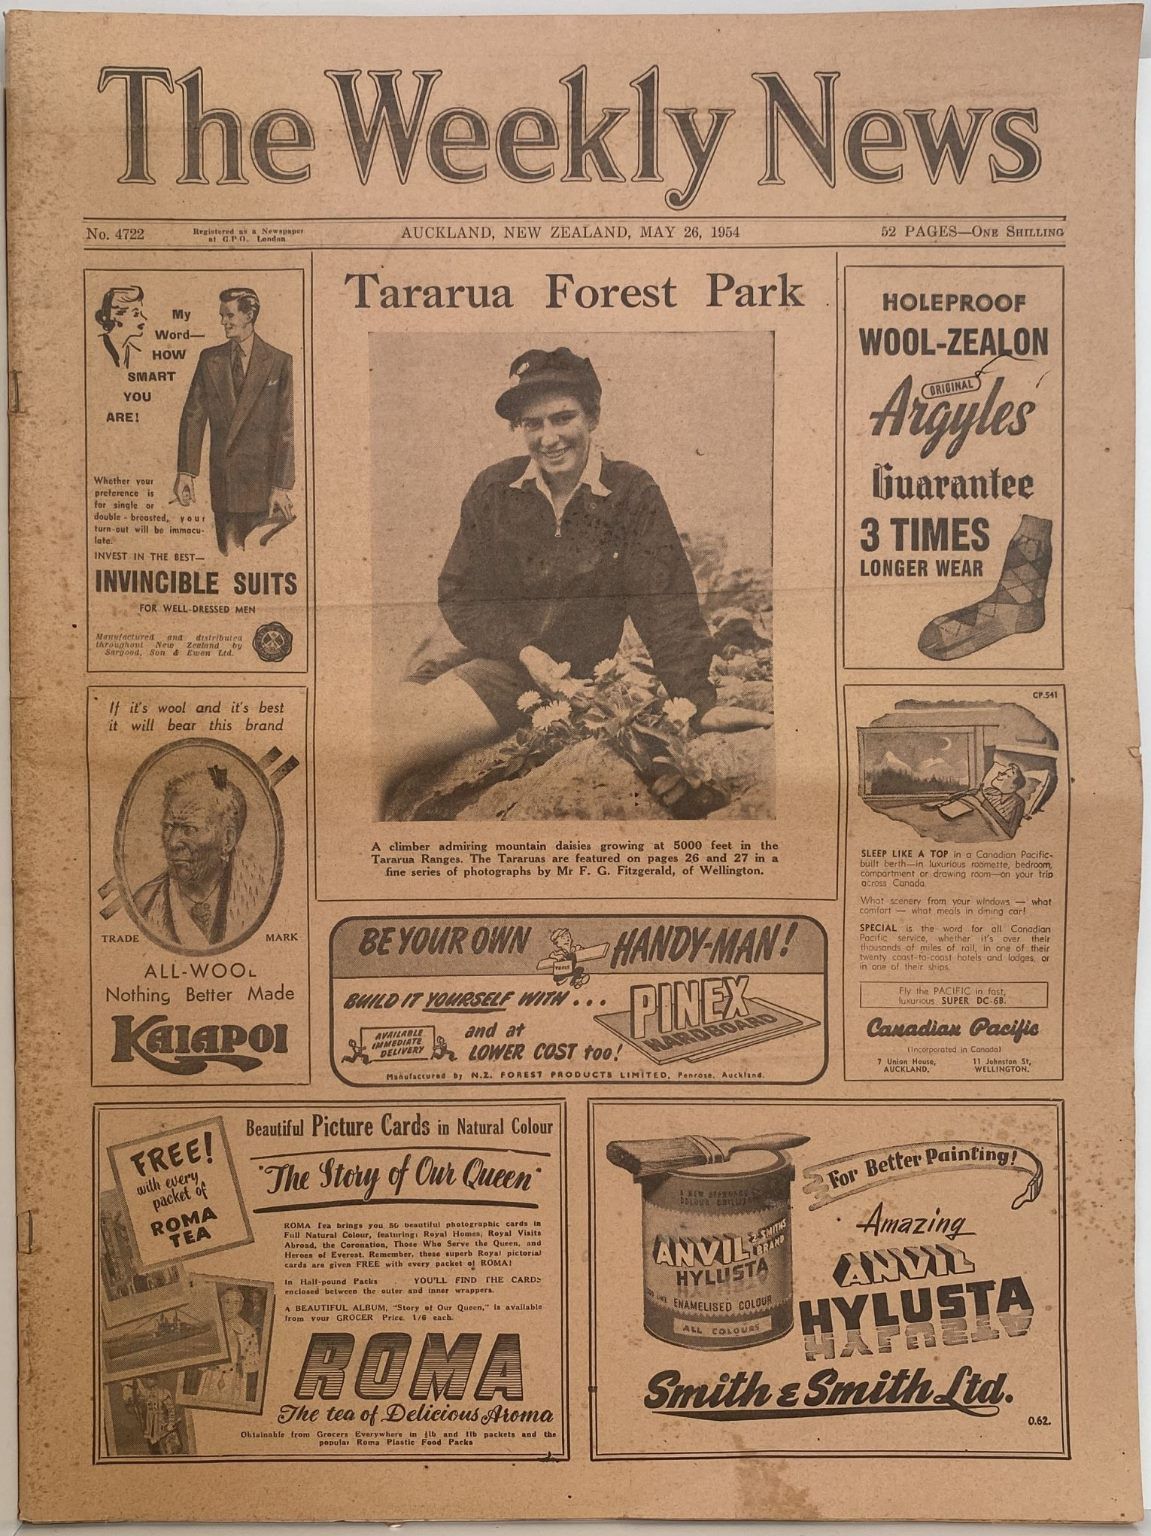 The Weekly News
No. 4722
Registered as a Newspaper
at G.P.O. London
AUCKLAND, NEW ZEALAND, MAY 26, 1954
52 PAGES—ONE SHILLING
My
Word—
HOW
SMART
YOU
ARE!
Whether your
preference is
for single or
double-breasted, your
turn-out will be immacu-
late.
INVEST IN THE BEST—
INVINCIBLE SUITS
FOR WELL-DRESSED MEN
Manufactured and distributed
throughout New Zealand by
Sargood, Son & Ewen Ltd.
If it's wool and it's best
it will bear this brand
TRADE MARK
ALL-WOOL
Nothing Better Made
KAIAPOI
Tararua Forest Park
A climber admiring mountain daisies growing at 5000 feet in the
Tararua Ranges. The Tararuas are featured on pages 26 and 27 in a
fine series of photographs by Mr F. G. Fitzgerald, of Wellington.
BE YOUR OWN HANDY-MAN!
BUILD IT YOURSELF WITH...
PINEX
HARDBOARD
AVAILABLE
IMMEDIATE
DELIVERY
and at
LOWER COST too!
Manufactured by N.Z. FOREST PRODUCTS LIMITED, Penrose, Auckland.
HOLEPROOF
WOOL-ZEALON
ORIGINAL
Argyles
Guarantee
3 TIMES
LONGER WEAR
CP.541
SLEEP LIKE A TOP in a Canadian Pacific-
built berth—in luxurious roomette, bedroom,
compartment or drawing room—on your trip
across Canada.
What scenery from your windows — what
comfort — what meals in dining car!
SPECIAL is the word for all Canadian
Pacific service, whether it's over their
thousands of miles of rail, in one of their
twenty coast-to-coast hotels and lodges, or
in one of their ships.
Fly the PACIFIC in fast,
luxurious SUPER DC-6B.
Canadian Pacific
(Incorporated in Canada)
7 Union House,
AUCKLAND.
11 Johnston St,
WELLINGTON.
FREE!
with every
packet of
ROMA
TEA
Beautiful Picture Cards in Natural Colour
"The Story of Our Queen"
ROMA Tea brings you 50 beautiful photographic cards in
Full Natural Colour, featuring: Royal Homes, Royal Visits
Abroad, the Coronation, Those Who Serve the Queen, and
Heroes of Everest. Remember, these superb Royal pictorial
cards are given FREE with every packet of ROMA!
In Half-pound Packs YOU'LL FIND THE CARDS
enclosed between the outer and inner wrappers.
A BEAUTIFUL ALBUM, "Story of Our Queen," is available
from your GROCER Price 1/6 each.
ROMA
The tea of Delicious Aroma
Obtainable from Grocers Everywhere in ½lb and 1lb packets and the
popular Roma Plastic Food Packs
ANVIL
S-SMITHS
BRAND
HYLUSTA
ENAMELISED COLOUR
ALL COLOURS
For Better Painting!
Amazing
ANVIL
HYLUSTA
Smith & Smith Ltd.
O.62.